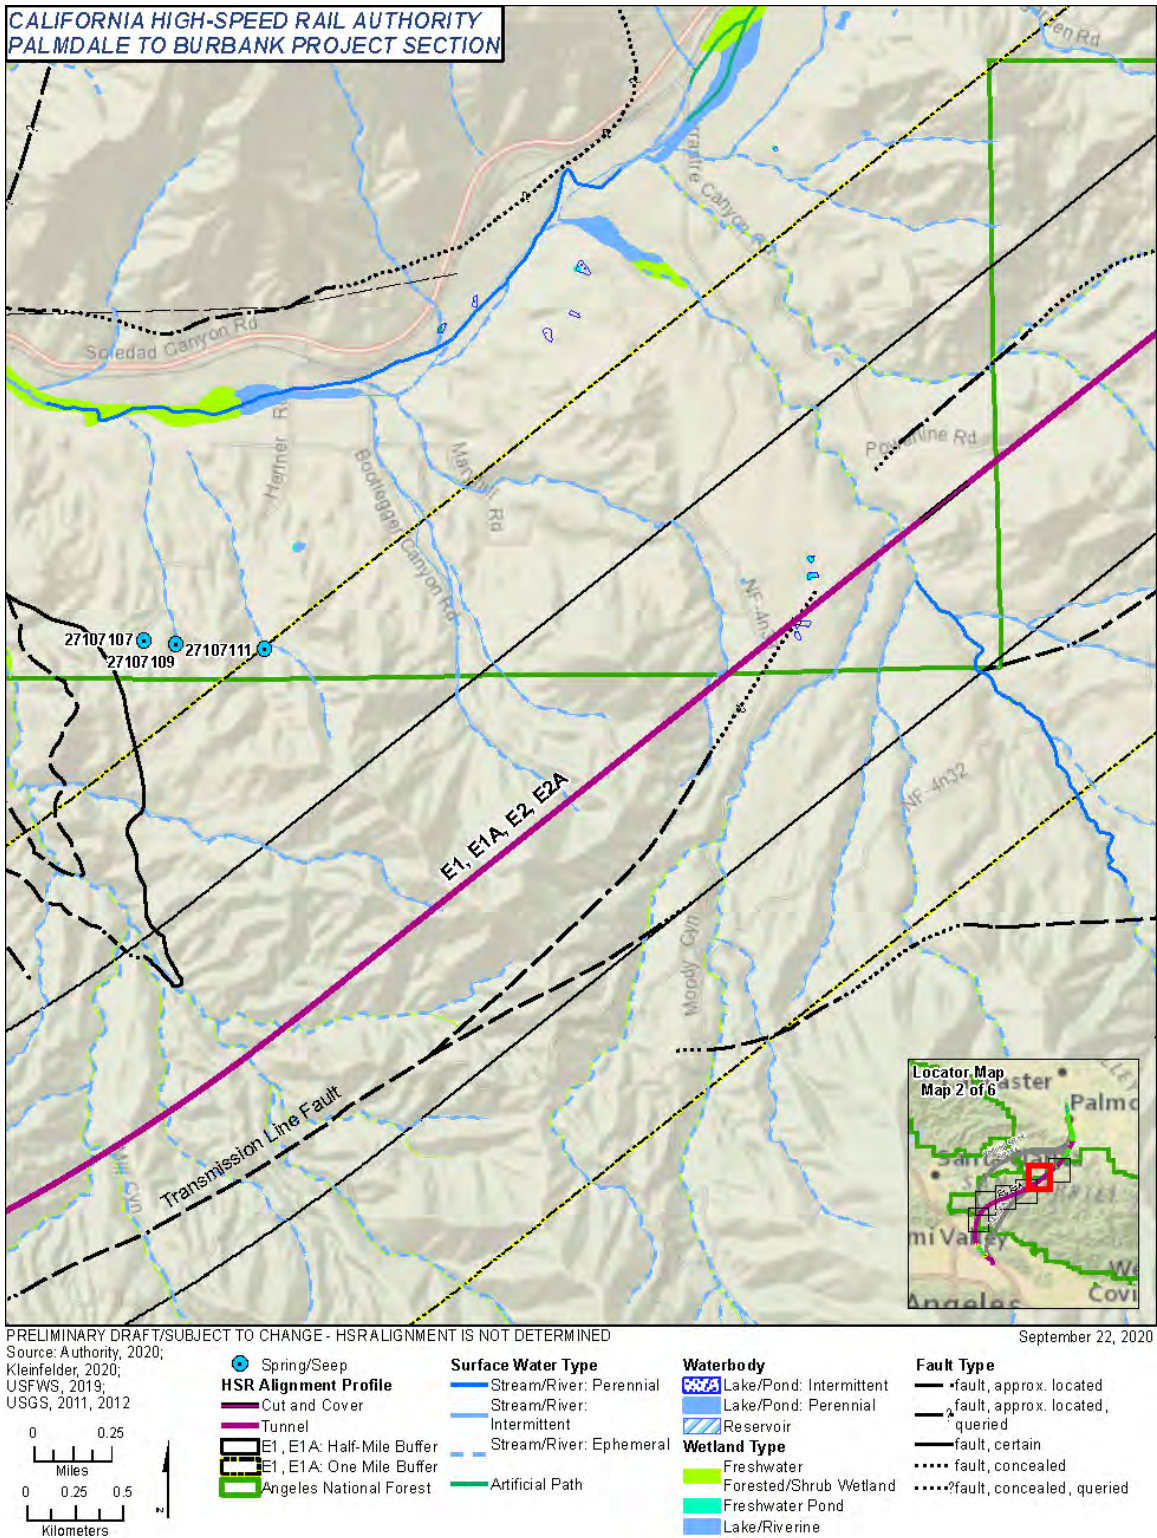 CALIFORNIA HIGH-SPEED RAIL AUTHORITY
PALMDALE TO BURBANK PROJECT SECTION
Soledad Canyon Rd
Canyon Rd
Powerline Rd
Heffner Rd
Bootlegger Canyon Rd
Maryhill Rd
27107107
27107109
27107111
NF-4n32
E1, E1A, E2, E2A
Moody Cyn
Transmission Line Fault
Mill Cyn
Locator Map
Map 2 of 6
PRELIMINARY DRAFT/SUBJECT TO CHANGE - HSR ALIGNMENT IS NOT DETERMINED
September 22, 2020
Source: Authority, 2020;
Kleinfelder, 2020;
USFWS, 2019;
USGS, 2011, 2012
0 0.25
Miles
0 0.25 0.5
Kilometers
Z
Spring/Seep
HSR Alignment Profile
Cut and Cover
Tunnel
E1, E1A: Half-Mile Buffer
E1, E1A: One Mile Buffer
Angeles National Forest
Surface Water Type
Stream/River: Perennial
Stream/River:
Intermittent
Stream/River: Ephemeral
Artificial Path
Waterbody
Lake/Pond: Intermittent
Lake/Pond: Perennial
Reservoir
Wetland Type
Freshwater
Forested/Shrub Wetland
Freshwater Pond
Lake/Riverine
Fault Type
fault, approx. located
fault, approx. located,
queried
fault, certain
fault, concealed
fault, concealed, queried